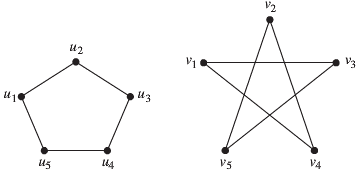 v₂
u₂
v₁ v₃
u₁ u₃
u₅ u₄
v₅ v₄